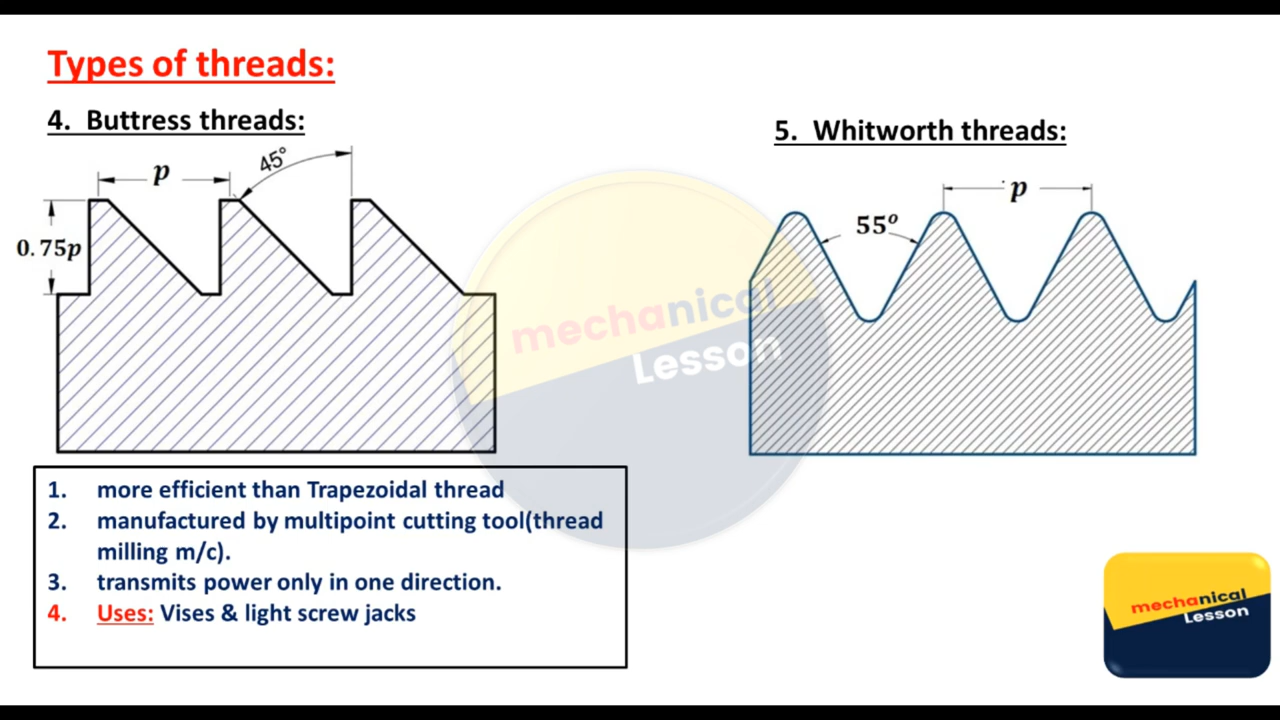 Types of threads:
4. Buttress threads:
p
45°
0.75p
1. more efficient than Trapezoidal thread
2. manufactured by multipoint cutting tool(thread
milling m/c).
3. transmits power only in one direction.
4. Uses: Vises & light screw jacks
5. Whitworth threads:
p
55º
mechanical
Lesson
mechanical
Lesson